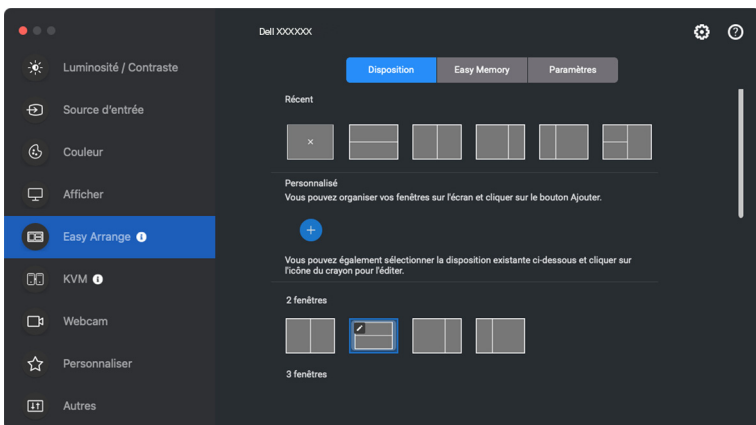 Dell XXXXXX
Luminosité / Contraste
Source d'entrée
Couleur
Afficher
Easy Arrange
KVM
Webcam
Personnaliser
Autres
Disposition Easy Memory Paramètres
Récent
Personnalisé
Vous pouvez organiser vos fenêtres sur l'écran et cliquer sur le bouton Ajouter.
Vous pouvez également sélectionner la disposition existante ci-dessous et cliquer sur
l'icône du crayon pour l'éditer.
2 fenêtres
3 fenêtres